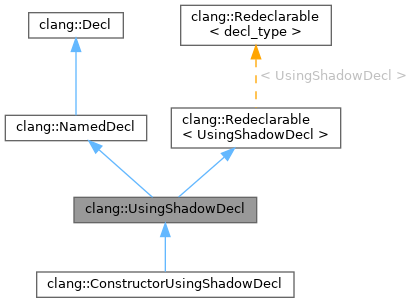 clang::Decl
clang::Redeclarable
< decl_type >
< UsingShadowDecl >
clang::NamedDecl
clang::Redeclarable
< UsingShadowDecl >
clang::UsingShadowDecl
clang::ConstructorUsingShadowDecl